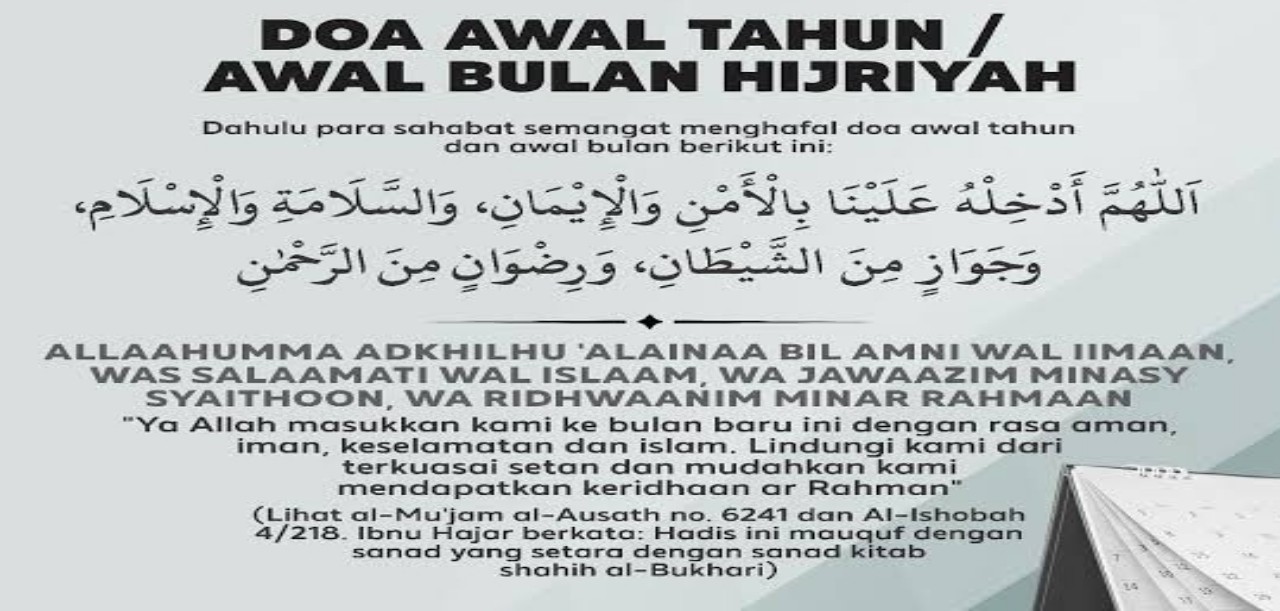 DOA AWAL TAHUN /
AWAL BULAN HIJRIYAH
Dahulu para sahabat semangat menghafal doa awal tahun
dan awal bulan berikut ini:
اَللّٰهُمَّ أَدْخِلْهُ عَلَيْنَا بِالْأَمْنِ وَالْإِيْمَانِ، وَالسَّلَامَةِ وَالْإِسْلَامِ،
وَجَوَازٍ مِنَ الشَّيْطَانِ، وَرِضْوَانٍ مِنَ الرَّحْمٰنِ
ALLAAHUMMA ADKHILHU 'ALAINAA BIL AMNI WAL IIMAAN,
WAS SALAAMATI WAL ISLAAM, WA JAWAAZIM MINASY
SYAITHOON, WA RIDHWAANIM MINAR RAHMAAN
"Ya Allah masukkan kami ke bulan baru ini dengan rasa aman,
iman, keselamatan dan islam. Lindungi kami dari
terkuasai setan dan mudahkan kami
mendapatkan keridhaan ar Rahman"
(Lihat al-Mu'jam al-Ausath no. 6241 dan Al-Ishobah
4/218. Ibnu Hajar berkata: Hadis ini mauquf dengan
sanad yang setara dengan sanad kitab
shahih al-Bukhari)